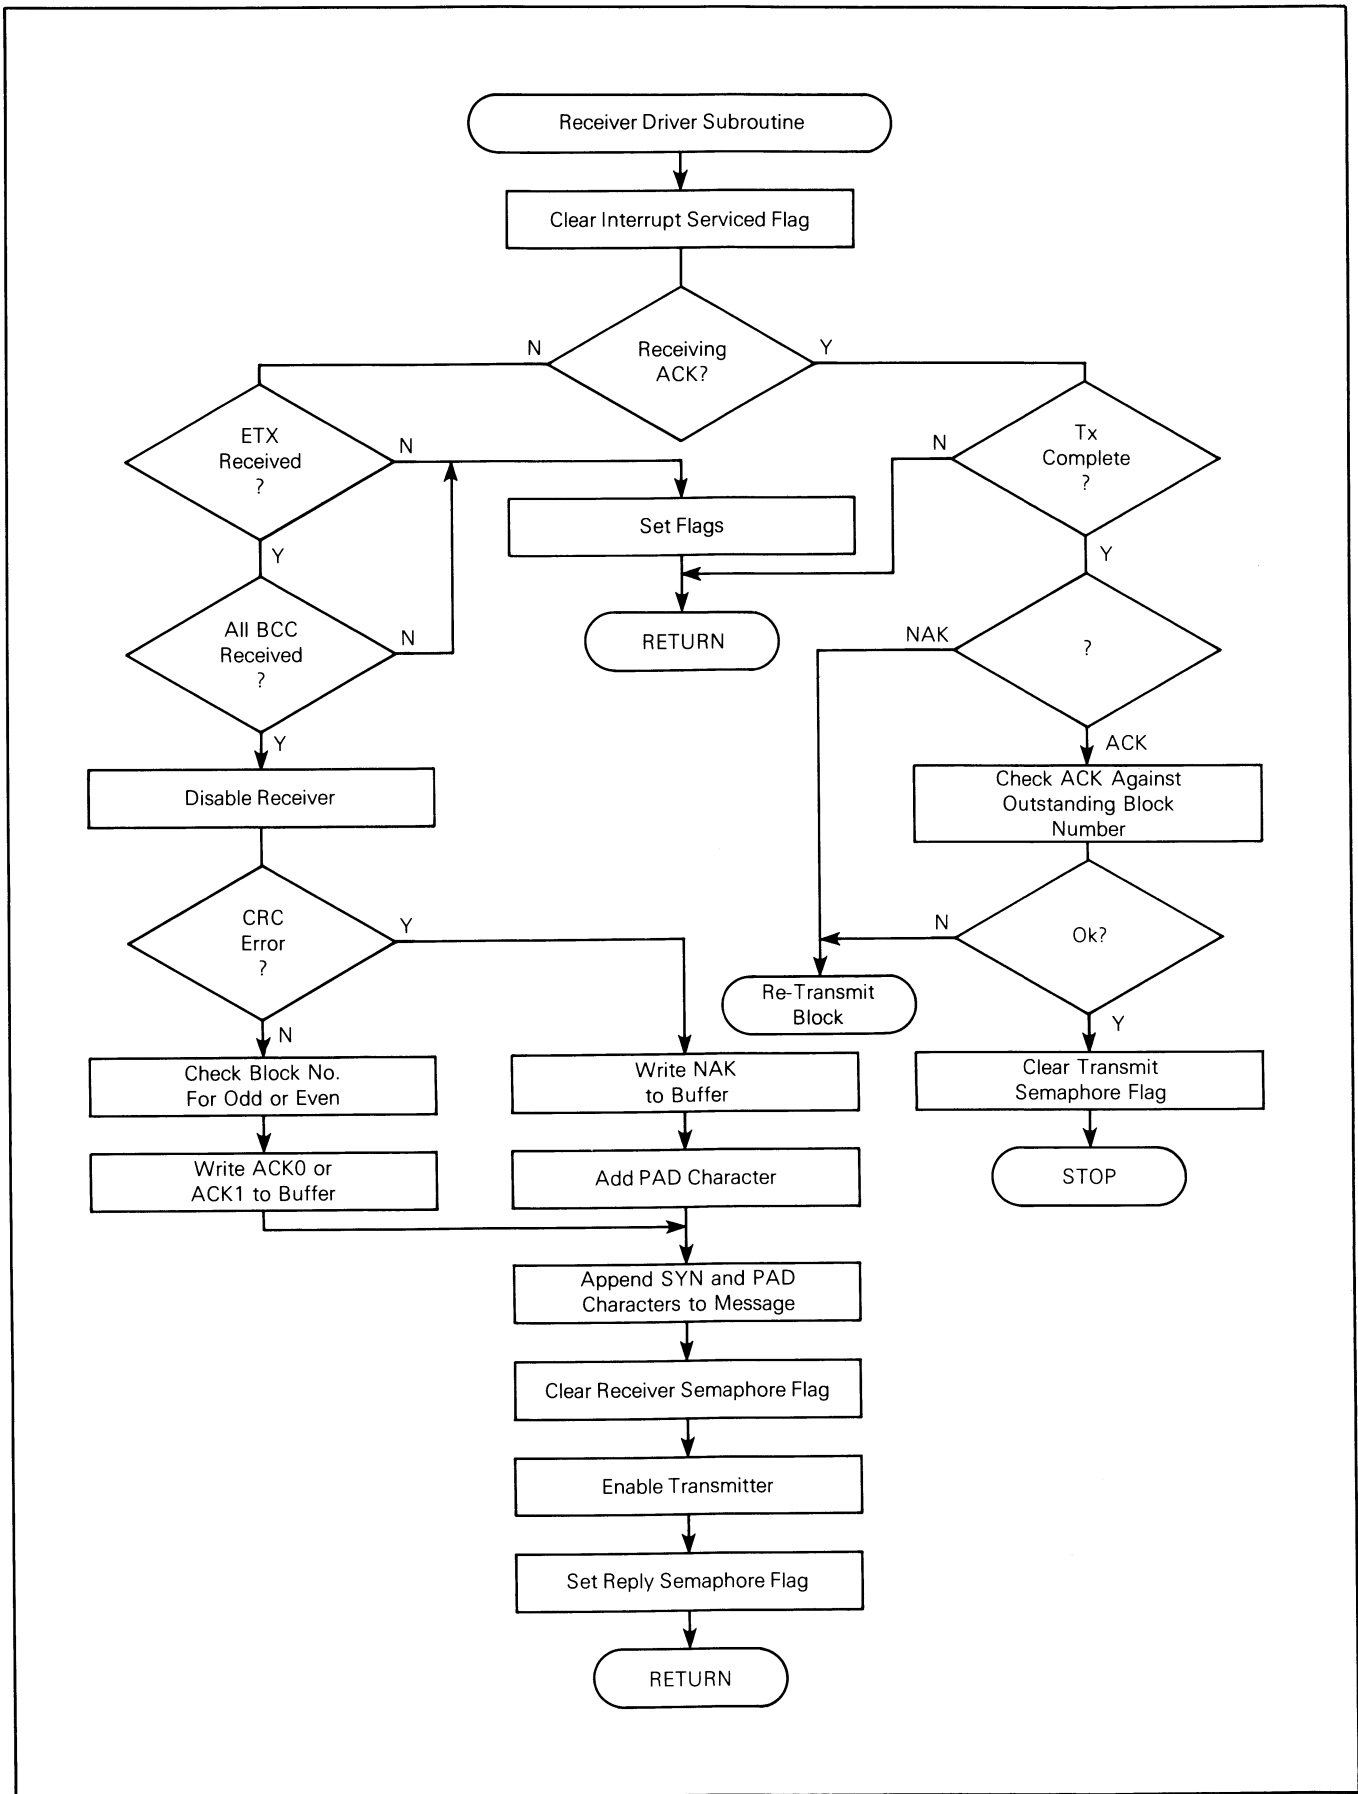 Receiver Driver Subroutine
Clear Interrupt Serviced Flag
N
Receiving
ACK?
Y
ETX
Received
?
N
Y
Tx
Complete
?
N
Y
Set Flags
RETURN
All BCC
Received
?
N
Y
NAK
?
ACK
Disable Receiver
Check ACK Against
Outstanding Block
Number
CRC
Error
?
Y
N
N
Ok?
Y
Re-Transmit
Block
Check Block No.
For Odd or Even
Write NAK
to Buffer
Clear Transmit
Semaphore Flag
Write ACK0 or
ACK1 to Buffer
Add PAD Character
STOP
Append SYN and PAD
Characters to Message
Clear Receiver Semaphore Flag
Enable Transmitter
Set Reply Semaphore Flag
RETURN